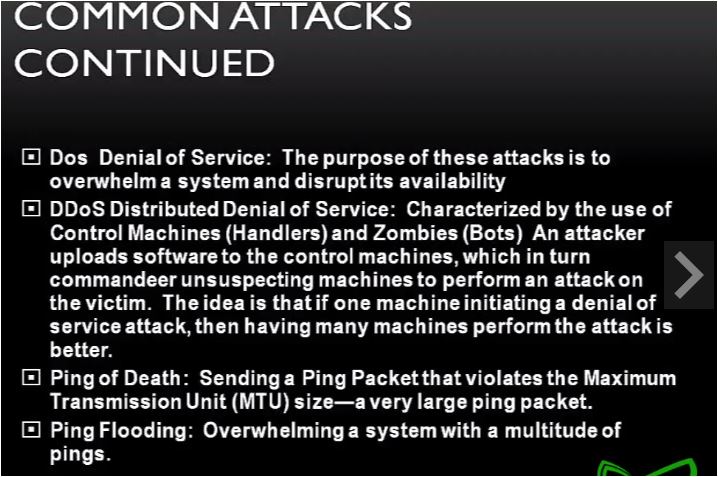 COMMON ATTACKS
CONTINUED
Dos Denial of Service: The purpose of these attacks is to
overwhelm a system and disrupt its availability
DDoS Distributed Denial of Service: Characterized by the use of
Control Machines (Handlers) and Zombies (Bots) An attacker
uploads software to the control machines, which in turn
commandeer unsuspecting machines to perform an attack on
the victim. The idea is that if one machine initiating a denial of
service attack, then having many machines perform the attack is
better.
Ping of Death: Sending a Ping Packet that violates the Maximum
Transmission Unit (MTU) size—a very large ping packet.
Ping Flooding: Overwhelming a system with a multitude of
pings.